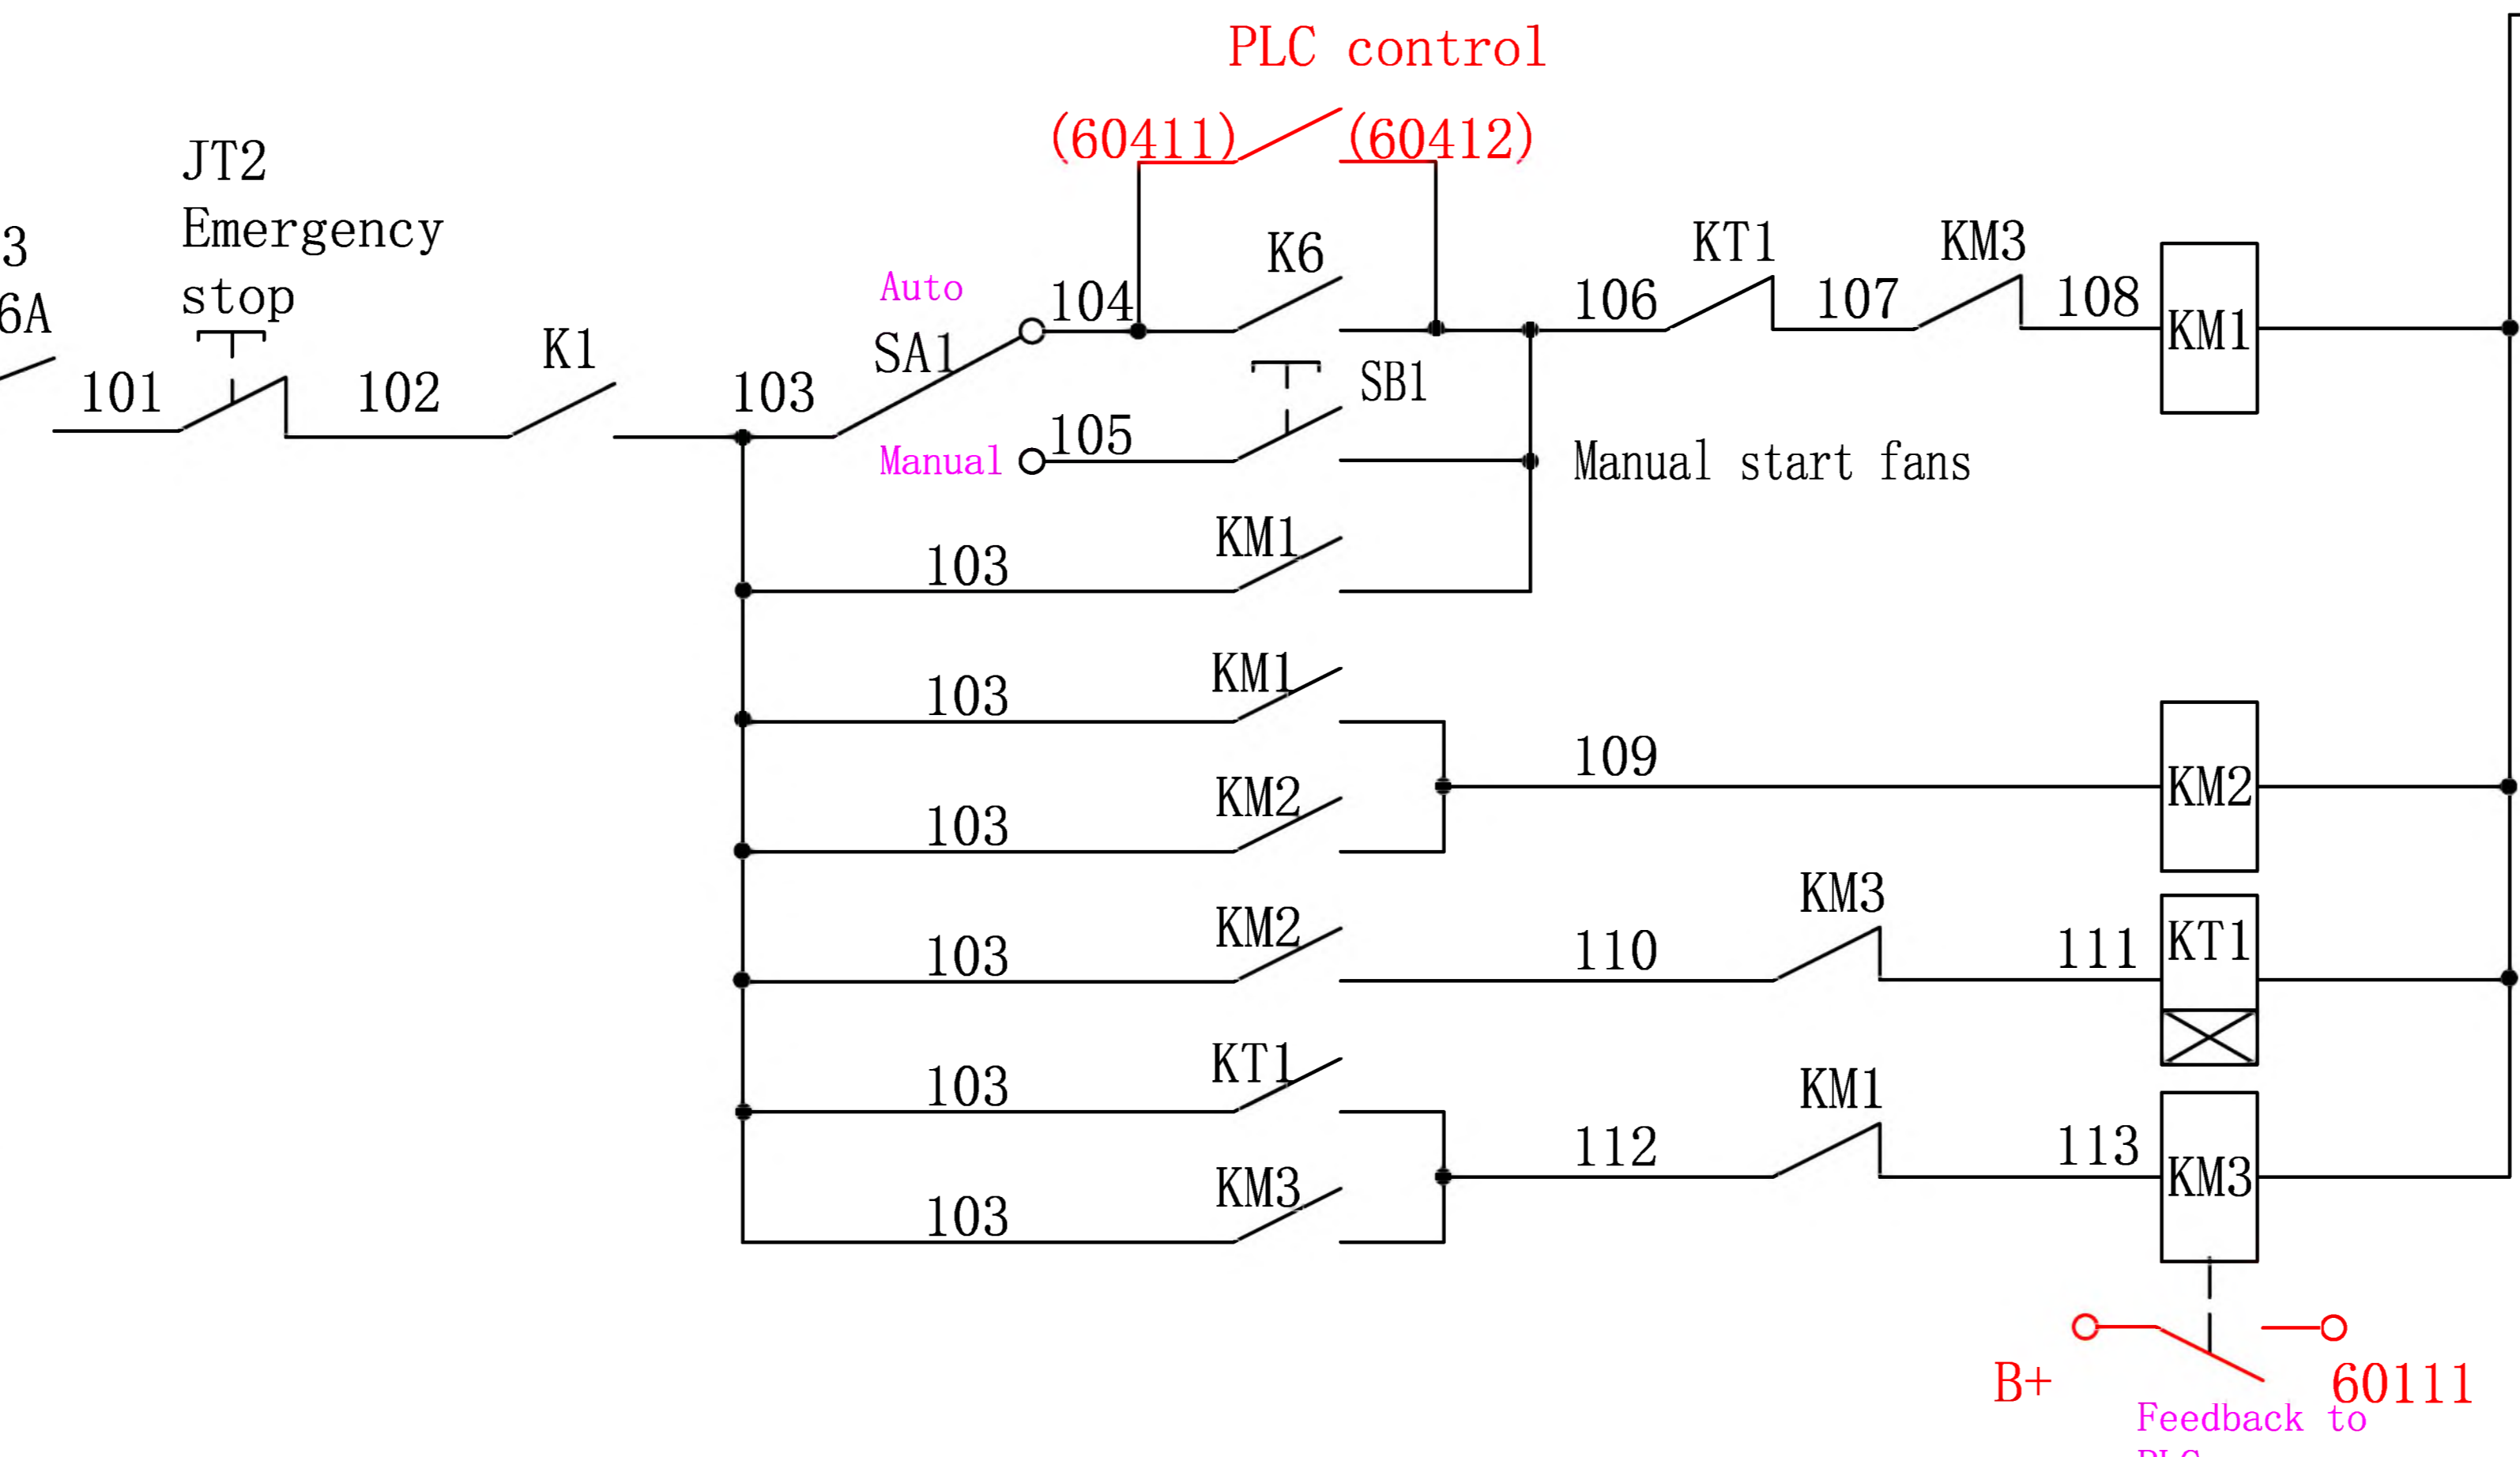 PLC control
(60411)
(60412)
JT2
Emergency
stop
3
6A
101
102
K1
103
Auto
SA1
104
K6
106
KT1
107
KM3
108
KM1
Manual
105
SB1
Manual start fans
103
KM1
103
KM1
109
KM2
103
KM2
103
KM2
110
KM3
111
KT1
103
KT1
112
KM1
113
KM3
103
KM3
B+
60111
Feedback to